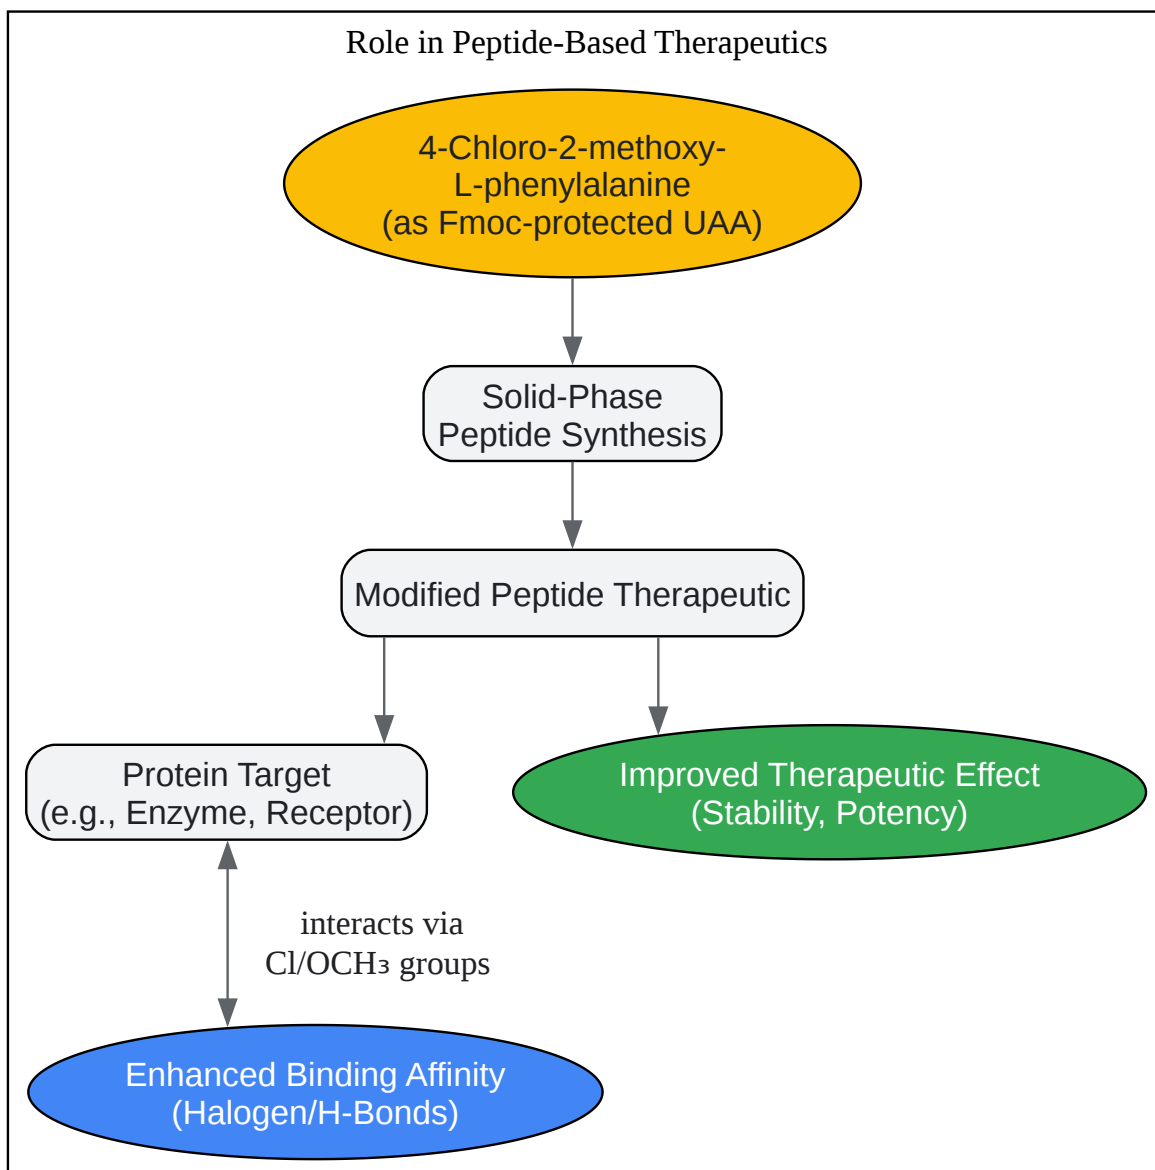 Role in Peptide-Based Therapeutics
4-Chloro-2-methoxy-
L-phenylalanine
(as Fmoc-protected UAA)
Solid-Phase
Peptide Synthesis
Modified Peptide Therapeutic
Protein Target
(e.g., Enzyme, Receptor)
Improved Therapeutic Effect
(Stability, Potency)
interacts via
Cl/OCH₃ groups
Enhanced Binding Affinity
(Halogen/H-Bonds)